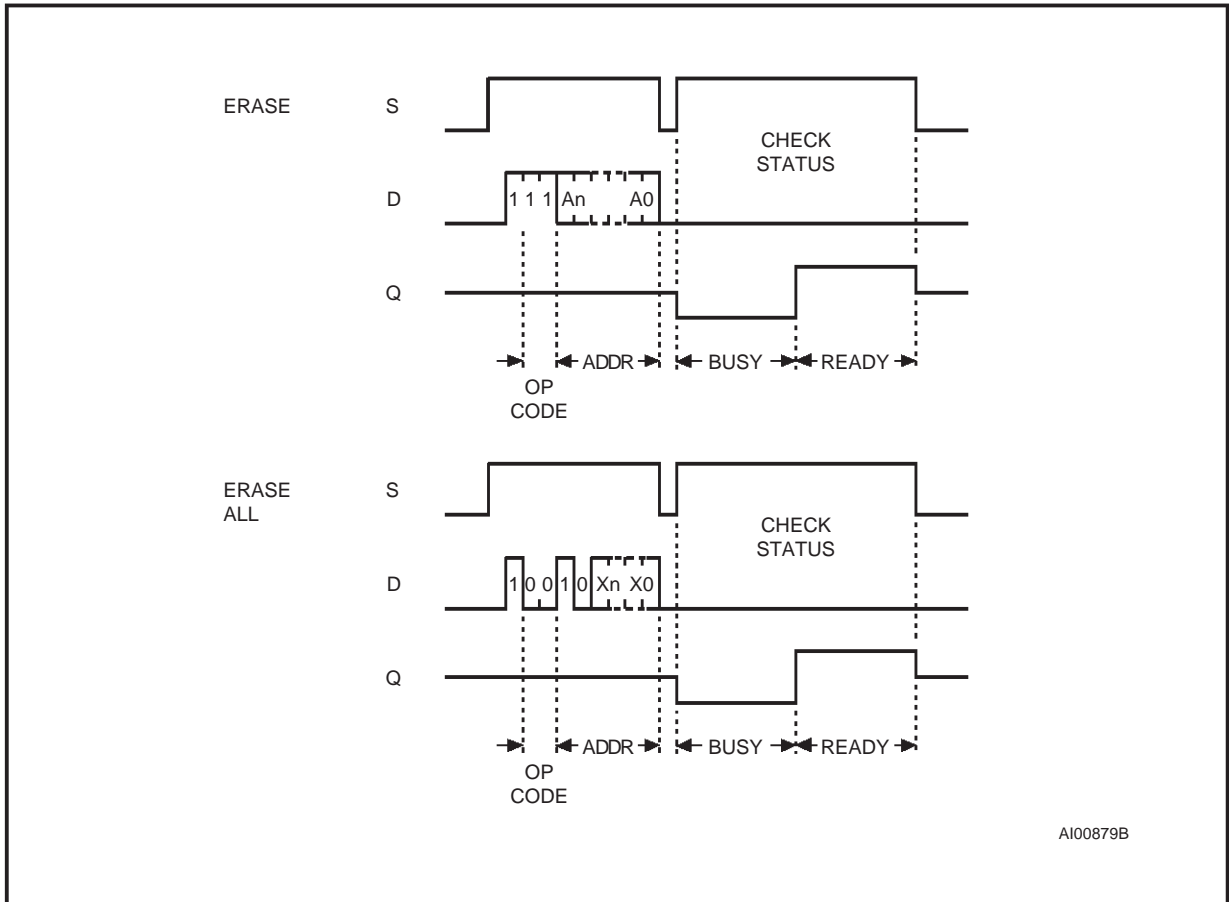 ERASE S
CHECK
STATUS
D 1 1 1 An A0
Q
ADDR BUSY READY
OP
CODE
ERASE
ALL S
CHECK
STATUS
D 1 0 0 1 0 Xn X0
Q
ADDR BUSY READY
OP
CODE
AI00879B